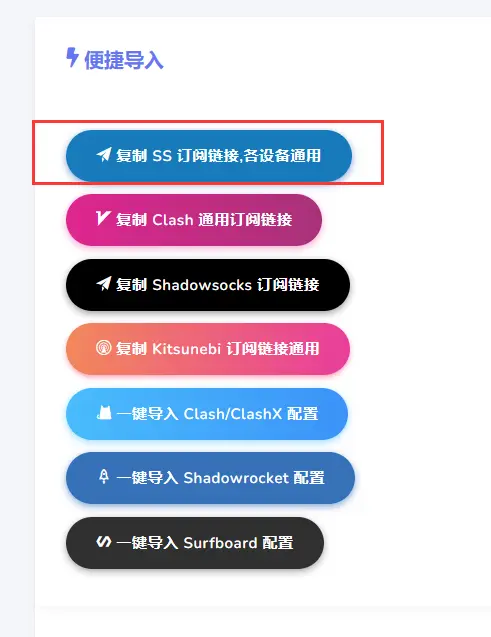 便捷导入
复制 SS 订阅链接,各设备通用
复制 Clash 通用订阅链接
复制 Shadowsocks 订阅链接
复制 Kitsunebi 订阅链接通用
一键导入 Clash/ClashX 配置
一键导入 Shadowrocket 配置
一键导入 Surfboard 配置